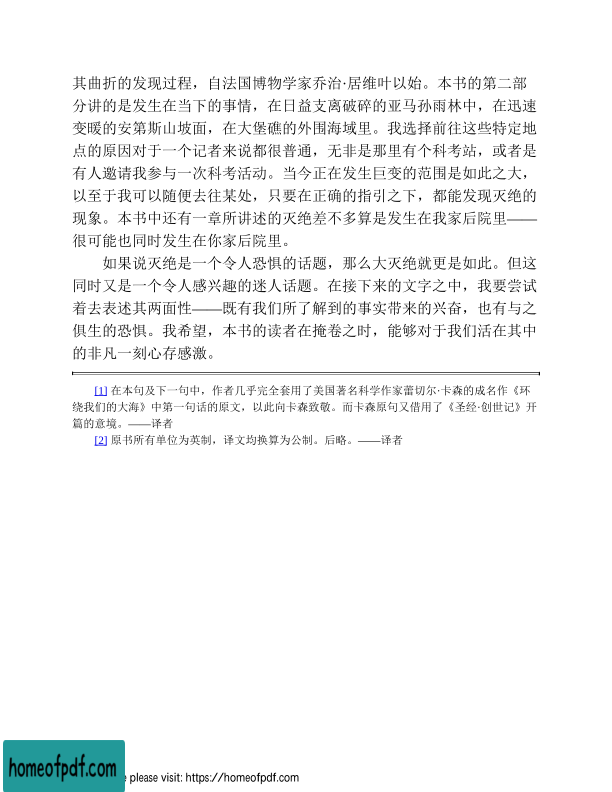 其曲折的发现过程，自法国博物学家乔治·居维叶以始。本书的第二部
分讲的是发生在当下的事情，在日益支离破碎的亚马孙雨林中，在迅速
变暖的安第斯山坡面，在大堡礁的外围海域里。我选择前往这些特定地
点的原因对于一个记者来说都很普通，无非是那里有个科考站，或者是
有人邀请我参与一次科考活动。当今正在发生巨变的范围是如此之大，
以至于我可以随便去往某处，只要在正确的指引之下，都能发现灭绝的
现象。本书中还有一章所讲述的灭绝差不多算是发生在我家后院里——
很可能也同时发生在你家后院里。
如果说灭绝是一个令人恐惧的话题，那么大灭绝就更是如此。但这
同时又是一个令人感兴趣的迷人话题。在接下来的文字之中，我要尝试
着去表述其两面性——既有我们所了解到的事实带来的兴奋，也有与之
俱生的恐惧。我希望，本书的读者在掩卷之时，能够对于我们活在其中
的非凡一刻心存感激。
[1] 在本句及下一句中，作者几乎完全套用了美国著名科学作家蕾切尔·卡森的成名作《环
绕我们的大海》中第一句话的原文，以此向卡森致敬。而卡森原句又借用了《圣经·创世记》开
篇的意境。——译者
[2] 原书所有单位为英制，译文均换算为公制。后略。——译者
homeofpdf.com
please visit: https://homeofpdf.com